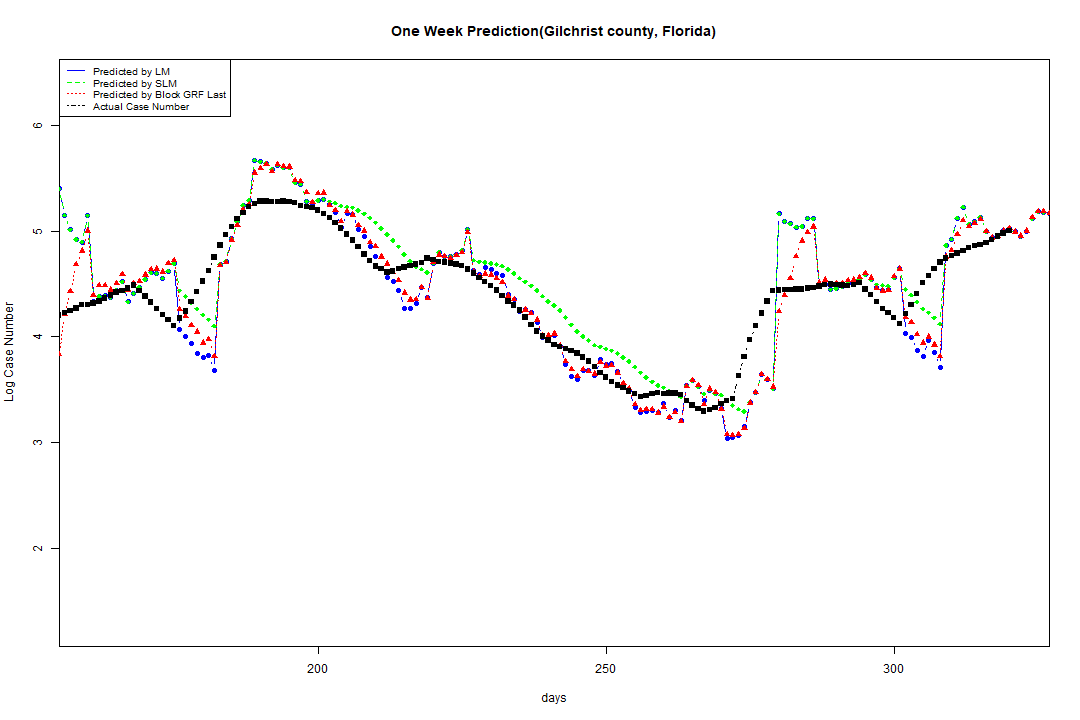 One Week Prediction(Gilchrist county, Florida)
Predicted by LM
Predicted by SLM
Predicted by Block GRF Last
Actual Case Number
6
5
4
3
2
Log Case Number
200
250
300
days